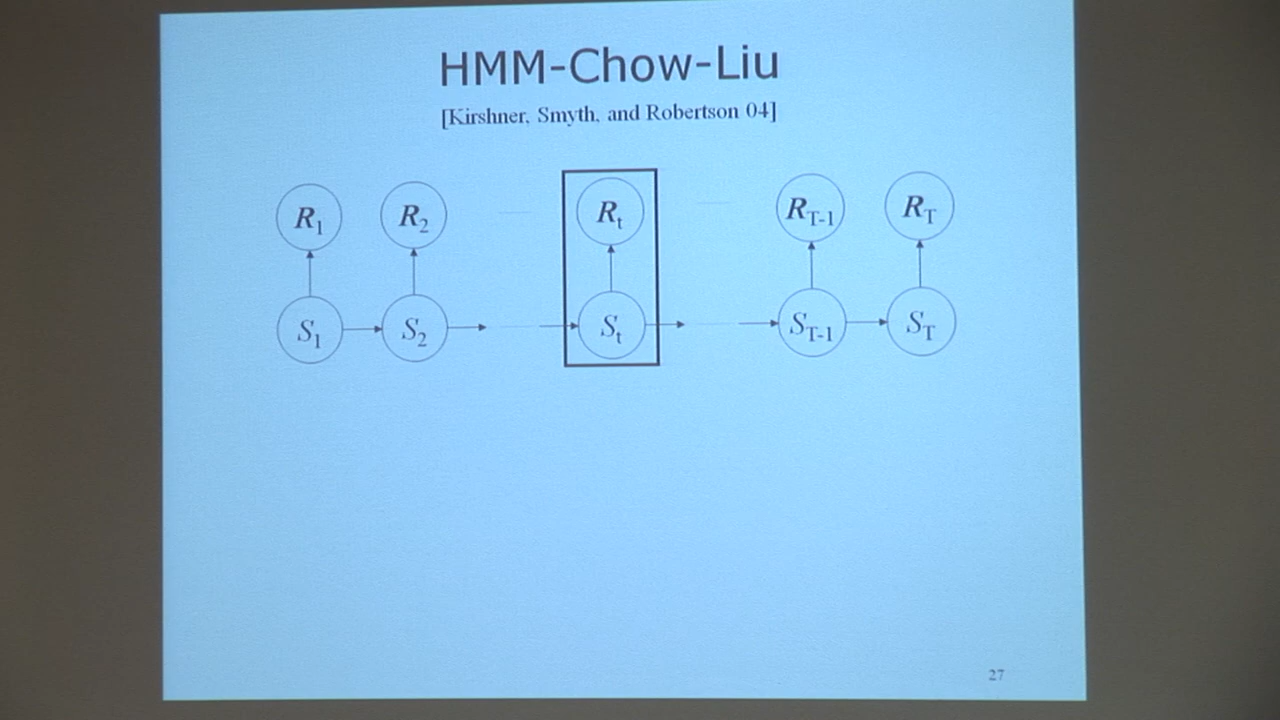 HMM-Chow-Liu
[Kirshner, Smyth, and Robertson 04]
R1 R2 Rt RT-1 RT
S1 S2 St ST-1 ST
27